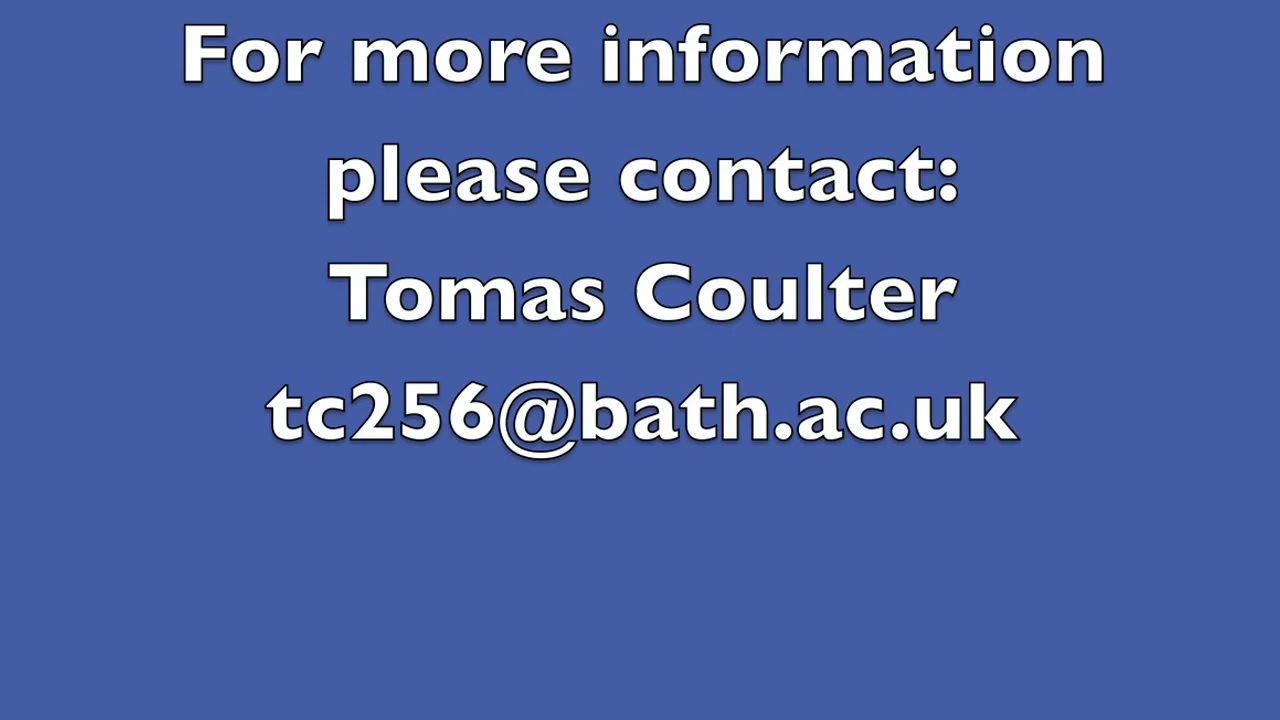 For more information
please contact:
Tomas Coulter
tc256@bath.ac.uk